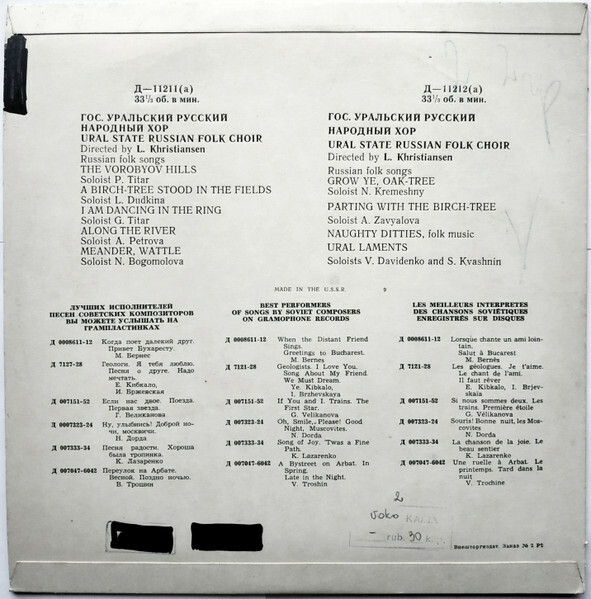 Д—11211(а)
33⅓ об. в мин.
ГОС. УРАЛЬСКИЙ РУССКИЙ
НАРОДНЫЙ ХОР
URAL STATE RUSSIAN FOLK CHOIR
Directed by L. Khristiansen
Russian folk songs
THE VOROBYOV HILLS
Soloist P. Titar
A BIRCH-TREE STOOD IN THE FIELDS
Soloist L. Dudkina
I AM DANCING IN THE RING
Soloist G. Titar
ALONG THE RIVER
Soloist A. Petrova
MEANDER, WATTLE
Soloist N. Bogomolova
Д—11212(а)
33⅓ об. в мин.
ГОС. УРАЛЬСКИЙ РУССКИЙ
НАРОДНЫЙ ХОР
URAL STATE RUSSIAN FOLK CHOIR
Directed by L. Khristiansen
Russian folk songs
GROW YE, OAK-TREE
Soloist N. Kremeshny
PARTING WITH THE BIRCH-TREE
Soloist A. Zavyalova
NAUGHTY DITTIES, folk music
URAL LAMENTS
Soloists V. Davidenko and S. Kvashnin
MADE IN THE U.S.S.R. 9
ЛУЧШИХ ИСПОЛНИТЕЛЕЙ
ПЕСЕН СОВЕТСКИХ КОМПОЗИТОРОВ
ВЫ МОЖЕТЕ УСЛЫШАТЬ НА
ГРАМПЛАСТИНКАХ
Д 0008611-12 Когда поет далекий друг.
Привет Бухаресту.
М. Бернес
Д 7127-28 Геологи. Я тебя люблю.
Песня о друге. Надо
мечтать.
Е. Кибкало,
И. Бржевская
Д 007151-52 Если нас двое. Поезда.
Первая звезда.
Г. Великанова
Д 007323-24 Ну, улыбнись! Доброй но-
чи, москвичи.
Н. Дорда
Д 007333-34 Песня радости. Хороша
была тропинка.
К. Лазаренко
Д 007047-6042 Переулок на Арбате.
Весной. Поздно ночью.
В. Трошин
BEST PERFORMERS
OF SONGS BY SOVIET COMPOSERS
ON GRAMOPHONE RECORDS
Д 0008611-12 When the Distant Friend
Sings.
Greetings to Bucharest.
M. Bernes
Д 7121-28 Geologists. I Love You.
Song About My Friend.
We Must Dream.
Ye. Kibkalo,
I. Brzhevskaya
Д 007151-52 If You and I. Trains. The
First Star.
G. Velikanova
Д 007323-24 Oh, Smile, Please! Good
Night, Muscovites.
N. Dorda
Д 007333-34 Song of Joy. 'Twas a Fine
Path.
K. Lazarenko
Д 007047-6042 A Bystreet on Arbat. In
Spring.
Late in the Night.
V. Troshin
LES MEILLEURS INTERPRETES
DES CHANSONS SOVIÉTIQUES
ENREGISTRÉS SUR DISQUES
Д 0008611-12 Lorsque chante un ami loin-
tain.
Salut à Bucarest
M. Bernès
Д 7121-28 Les géologues. Je t'aime.
Le chant de l'ami.
Il faut rêver
E. Kibkalo, I. Brjev-
skaïa
Д 007151-52 Si nous sommes deux. Les
trains. Première étoile
G. Vélikanova
Д 007323-24 Souris! Bonne nuit, les Mos-
covites
N. Dorda
Д 007333-34 La chanson de la joie. Le
beau sentier
K. Lazarenko
Д 007047-6042 Une ruelle à Arbat. Le
printemps. Tard dans la
nuit
V. Trochine
2
rub. 30
Внешторгиздат. Заказ № 2 Р2